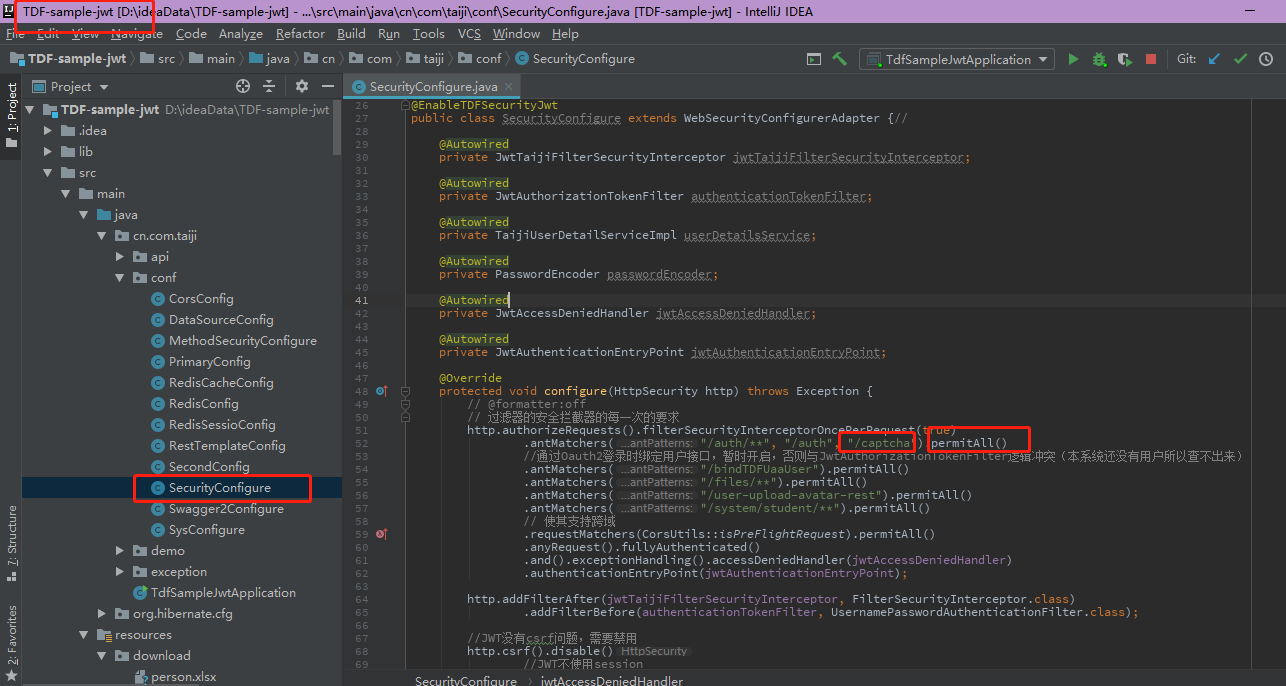 TDF-sample-jwt [D:\ideaData\TDF-sample-jwt] - ...\src\main\java\cn\com\taiji\conf\SecurityConfigure.java [TDF-sample-jwt] - IntelliJ IDEA
File Edit View Navigate Code Analyze Refactor Build Run Tools VCS Window Help
TDF-sample-jwt src main java cn com taiji conf SecurityConfigure TdfSampleJwtApplication Git:
1: Project
7: Structure
2: Favorites
Project
TDF-sample-jwt D:\ideaData\TDF-sample-jwt
.idea
lib
src
main
java
cn.com.taiji
api
conf
CorsConfig
DataSourceConfig
MethodSecurityConfigure
PrimaryConfig
RedisCacheConfig
RedisConfig
RedisSessioConfig
RestTemplateConfig
SecondConfig
SecurityConfigure
Swagger2Configure
SysConfigure
demo
exception
TdfSampleJwtApplication
org.hibernate.cfg
resources
download
person.xlsx
SecurityConfigure.java
26 @EnableTDFSecurityJwt
27 public class SecurityConfigure extends WebSecurityConfigurerAdapter {//
28
29 @Autowired
30 private JwtTaijiFilterSecurityInterceptor jwtTaijiFilterSecurityInterceptor;
31
32 @Autowired
33 private JwtAuthorizationTokenFilter authenticationTokenFilter;
34
35 @Autowired
36 private TaijiUserDetailServiceImpl userDetailsService;
37
38 @Autowired
39 private PasswordEncoder passwordEncoder;
40
41 @Autowired
42 private JwtAccessDeniedHandler jwtAccessDeniedHandler;
43
44 @Autowired
45 private JwtAuthenticationEntryPoint jwtAuthenticationEntryPoint;
46
47 @Override
48 protected void configure(HttpSecurity http) throws Exception {
49 // @formatter:off
50 // 过滤器的安全拦截器的每一次的要求
51 http.authorizeRequests().filterSecurityInterceptorOncePerRequest(true)
52 .antMatchers( ...antPatterns: "/auth/**", "/auth", "/captcha").permitAll()
53 //通过Oauth2登录时绑定用户接口，暂时开启，否则与JwtAuthorizationTokenFilter逻辑冲突（本系统还没有用户所以查不出来）
54 .antMatchers( ...antPatterns: "/bindTDFUaaUser").permitAll()
55 .antMatchers( ...antPatterns: "/files/**").permitAll()
56 .antMatchers( ...antPatterns: "/user-upload-avatar-rest").permitAll()
57 .antMatchers( ...antPatterns: "/system/student/**").permitAll()
58 // 使其支持跨域
59 .requestMatchers(CorsUtils::isPreFlightRequest).permitAll()
60 .anyRequest().fullyAuthenticated()
61 .and().exceptionHandling().accessDeniedHandler(jwtAccessDeniedHandler)
62 .authenticationEntryPoint(jwtAuthenticationEntryPoint);
63
64 http.addFilterAfter(jwtTaijiFilterSecurityInterceptor, FilterSecurityInterceptor.class)
65 .addFilterBefore(authenticationTokenFilter, UsernamePasswordAuthenticationFilter.class);
66
67 //JWT没有csrf问题，需要禁用
68 http.csrf().disable() HttpSecurity
69 //JWT不使用session
SecurityConfigure jwtAccessDeniedHandler